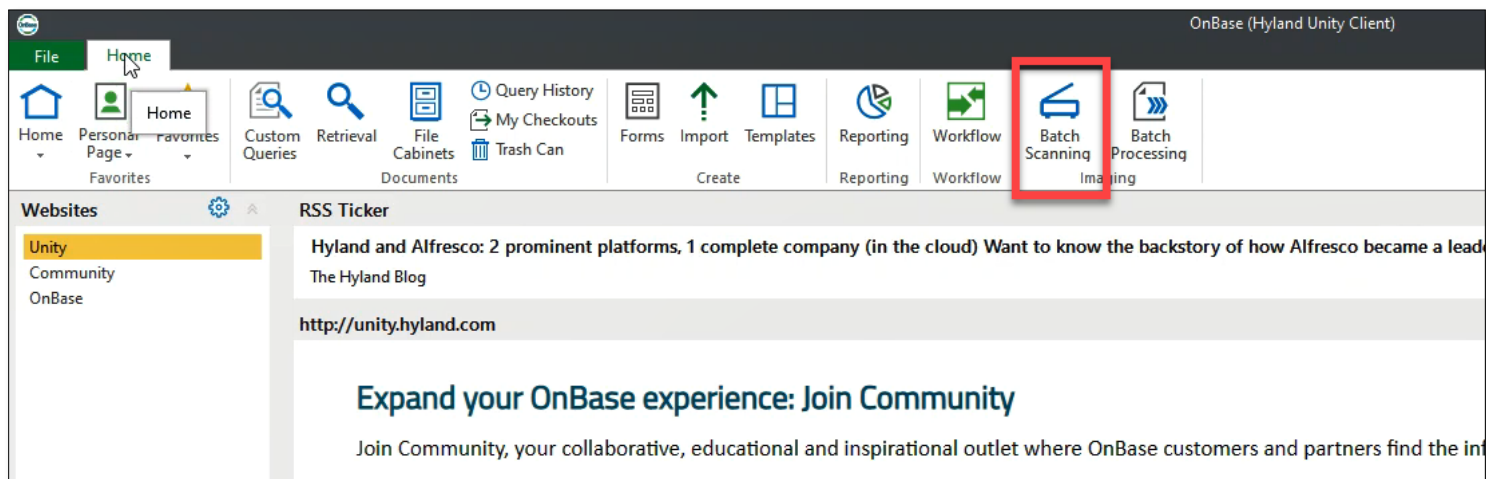 OnBase (Hyland Unity Client)
File
Home
Home
Personal Page
Favorites
Home
Custom Queries
Retrieval
File Cabinets
Query History
My Checkouts
Trash Can
Forms
Import
Templates
Reporting
Workflow
Batch Scanning
Batch Processing
Favorites
Documents
Create
Reporting
Workflow
Imaging
Websites
Unity
Community
OnBase
RSS Ticker
Hyland and Alfresco: 2 prominent platforms, 1 complete company (in the cloud) Want to know the backstory of how Alfresco became a lead
The Hyland Blog
http://unity.hyland.com
Expand your OnBase experience: Join Community
Join Community, your collaborative, educational and inspirational outlet where OnBase customers and partners find the inf